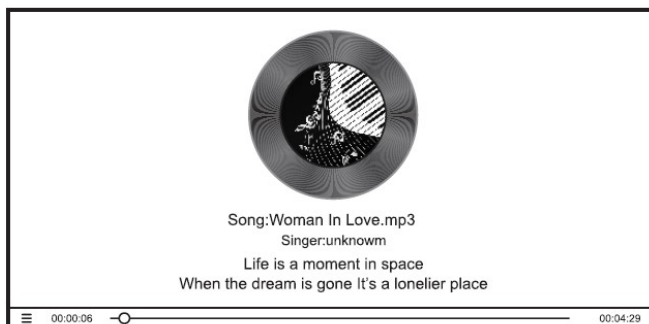 Song:Woman In Love.mp3
Singer:unknowm
Life is a moment in space
When the dream is gone It’s a lonelier place
00:00:06 00:04:29